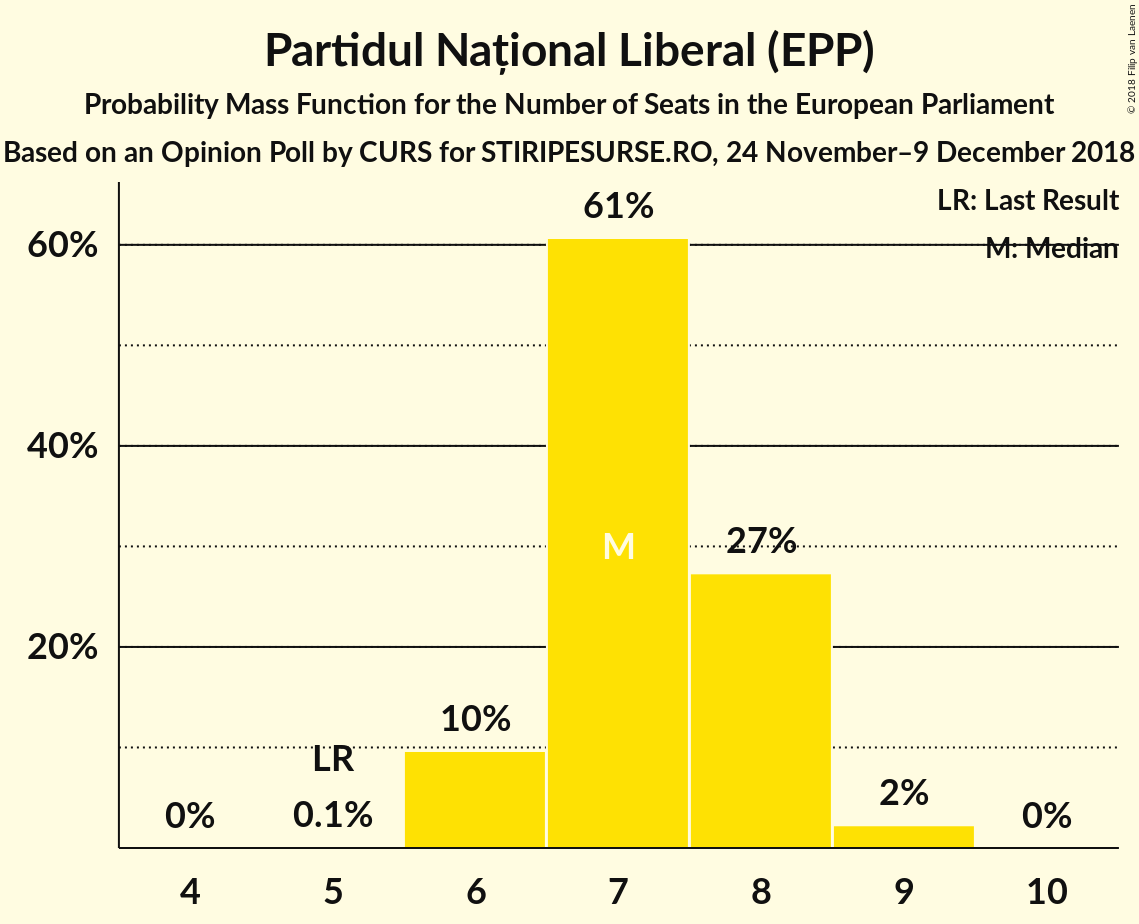 Partidul Național Liberal (EPP)
Probability Mass Function for the Number of Seats in the European Parliament
Based on an Opinion Poll by CURS for STIRIPESURSE.RO, 24 November–9 December 2018
© 2018 Filip van Laenen
LR: Last Result
M: Median
60%
40%
20%
0%
LR
0.1%
10%
61%
M
27%
2%
0%
4 5 6 7 8 9 10